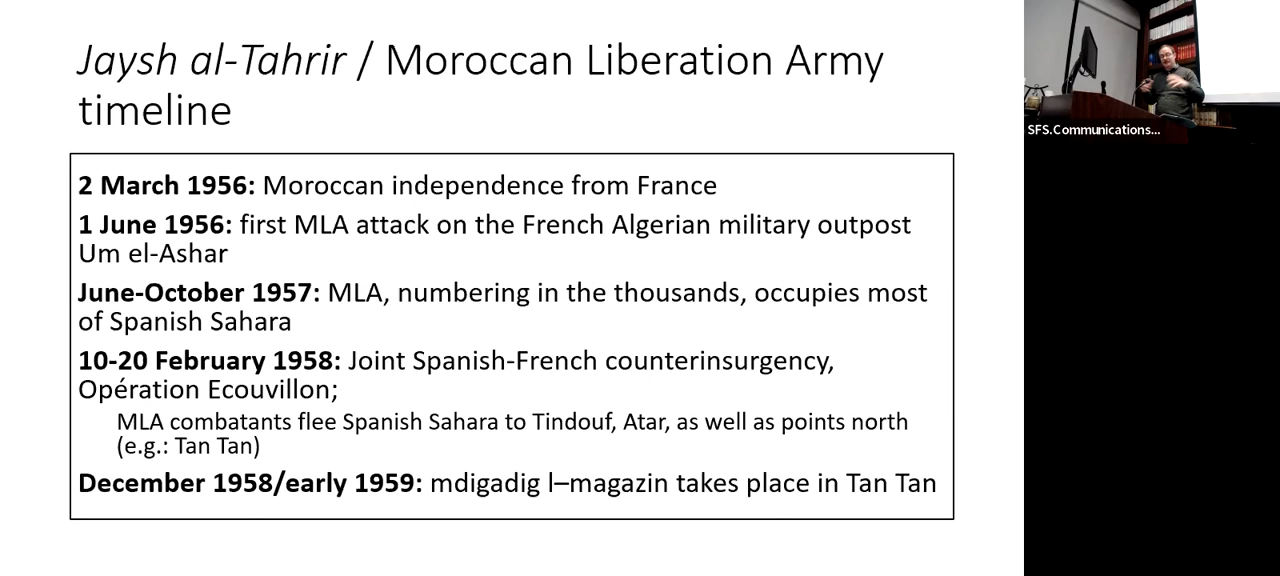 Jaysh al-Tahrir / Moroccan Liberation Army
timeline
2 March 1956: Moroccan independence from France
1 June 1956: first MLA attack on the French Algerian military outpost
Um el-Ashar
June-October 1957: MLA, numbering in the thousands, occupies most
of Spanish Sahara
10-20 February 1958: Joint Spanish-French counterinsurgency,
Opération Ecouvillon;
MLA combatants flee Spanish Sahara to Tindouf, Atar, as well as points north
(e.g.: Tan Tan)
December 1958/early 1959: mdigadig l–magazin takes place in Tan Tan
SFS.Communications...